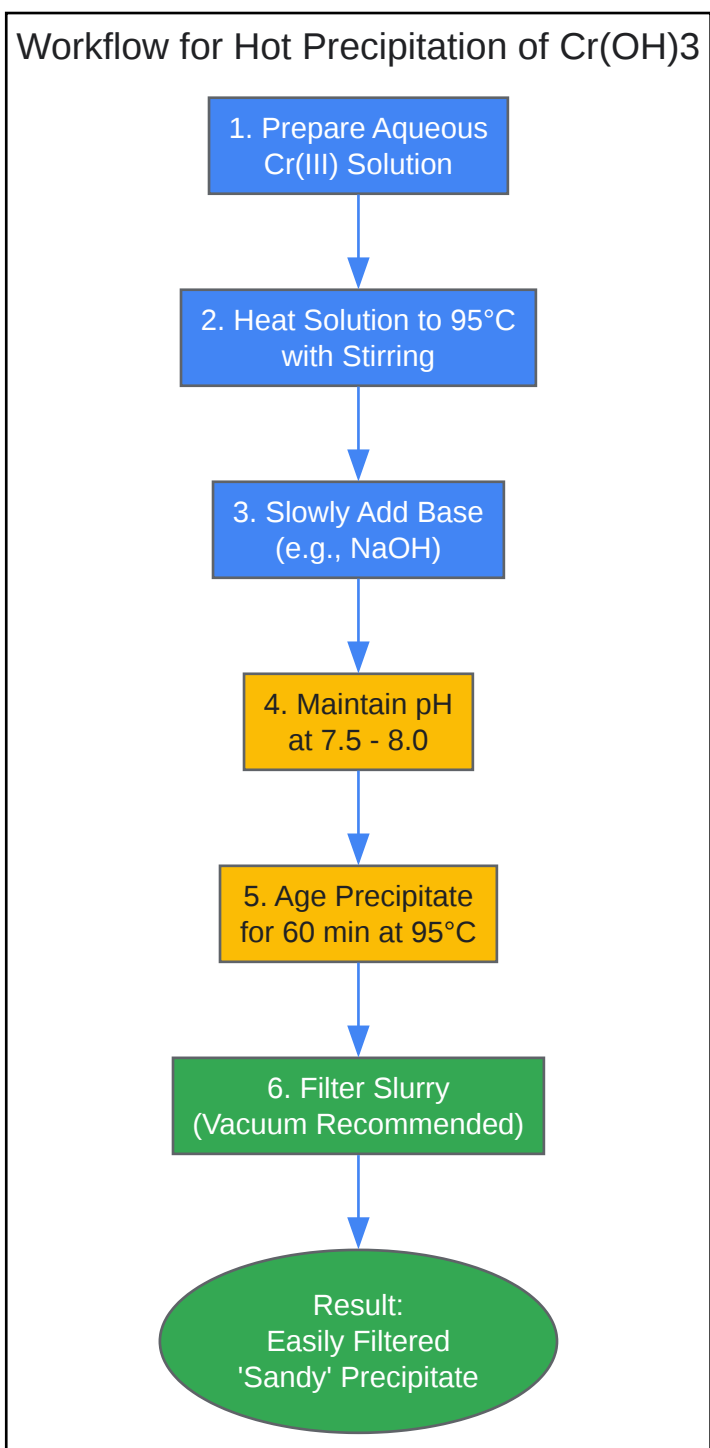 Workflow for Hot Precipitation of Cr(OH)3
1. Prepare Aqueous
Cr(III) Solution
2. Heat Solution to 95°C
with Stirring
3. Slowly Add Base
(e.g., NaOH)
4. Maintain pH
at 7.5 - 8.0
5. Age Precipitate
for 60 min at 95°C
6. Filter Slurry
(Vacuum Recommended)
Result:
Easily Filtered
'Sandy' Precipitate